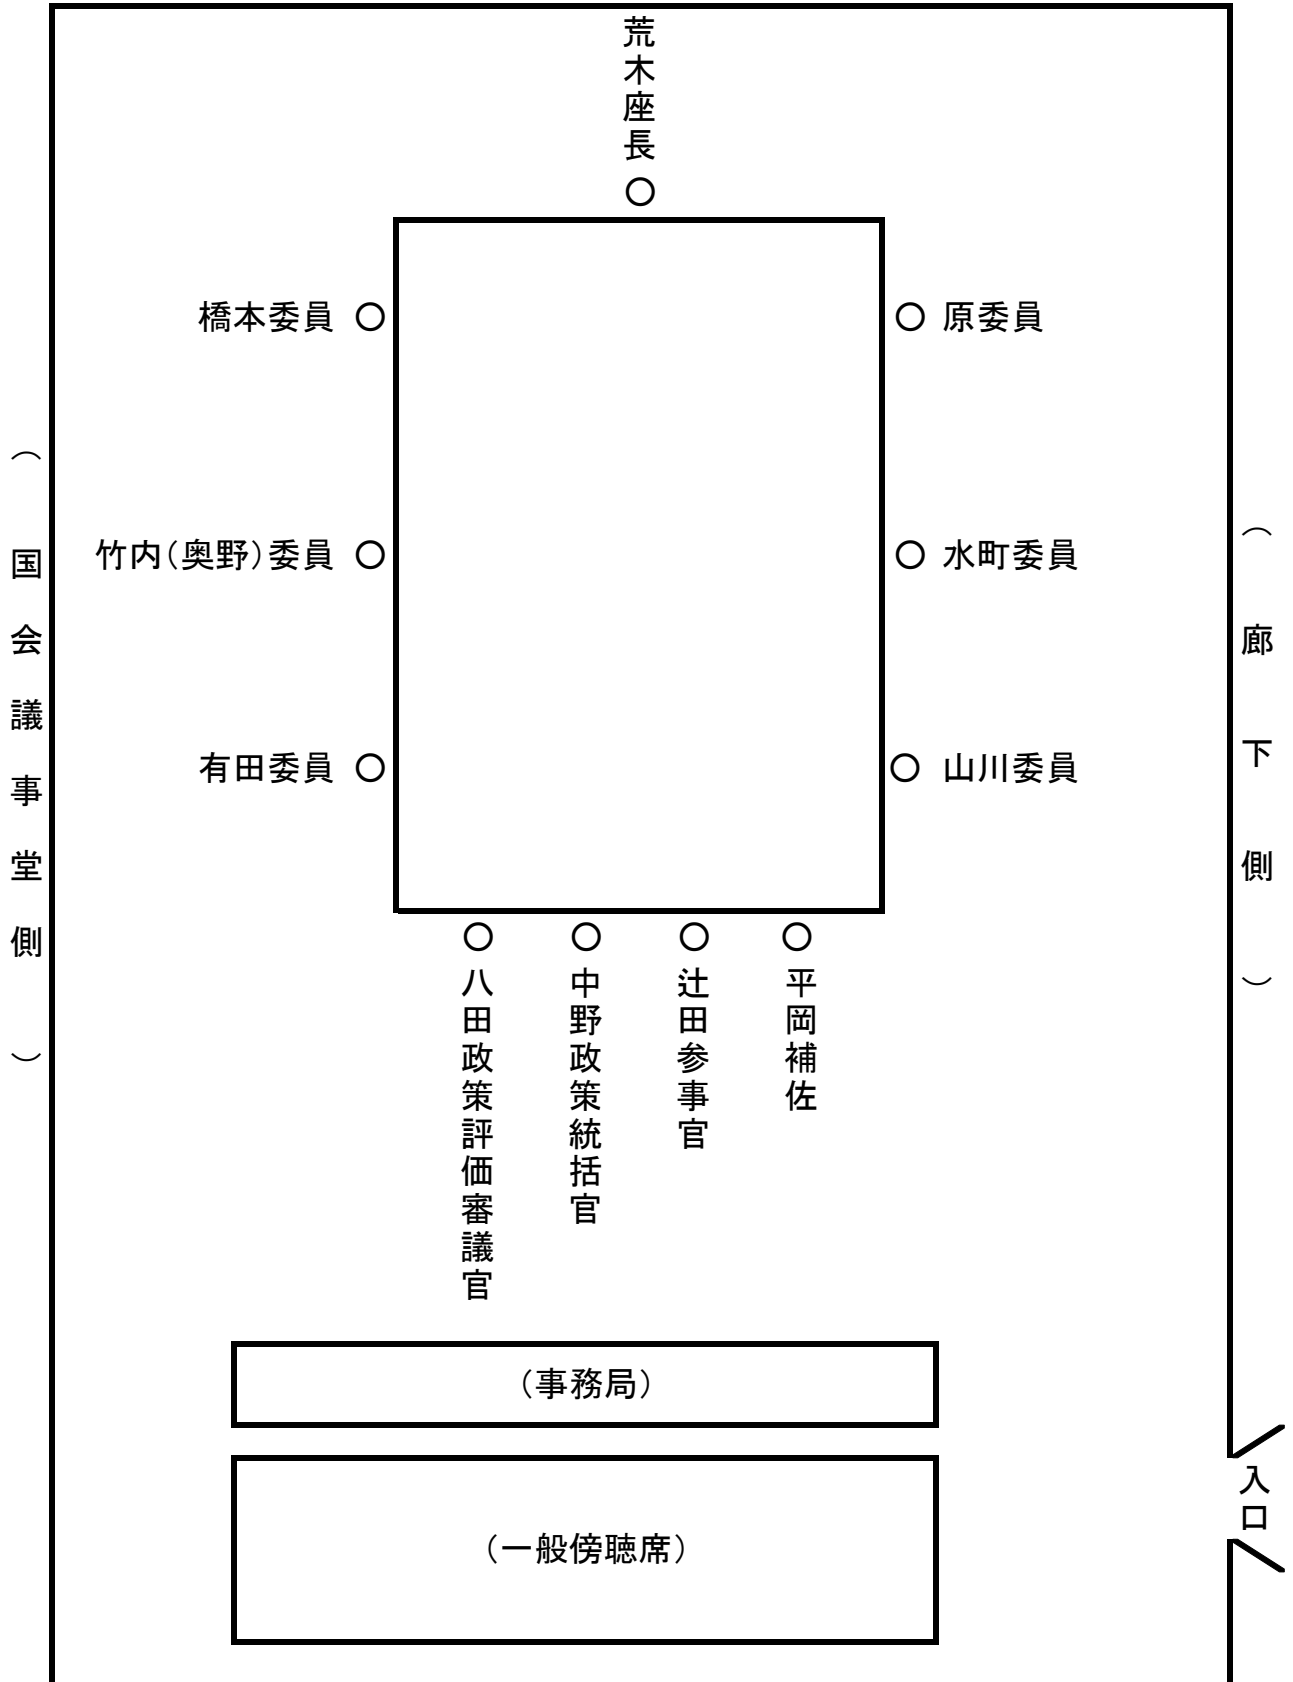 荒木座長
橋本委員
原委員
竹内（奥野）委員
水町委員
有田委員
山川委員
（国会議事堂側）
（廊下側）
八田政策評価審議官
中野政策統括官
辻田参事官
平岡補佐
（事務局）
入口
（一般傍聴席）